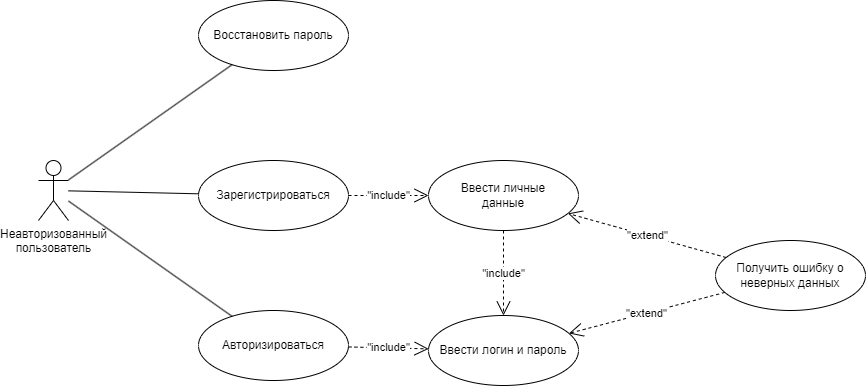 Восстановить пароль
Зарегистрироваться
"include"
Ввести личные
данные
Неавторизованный
пользователь
"extend"
"include"
Получить ошибку о
неверных данных
"extend"
Авторизироваться
"include"
Ввести логин и пароль